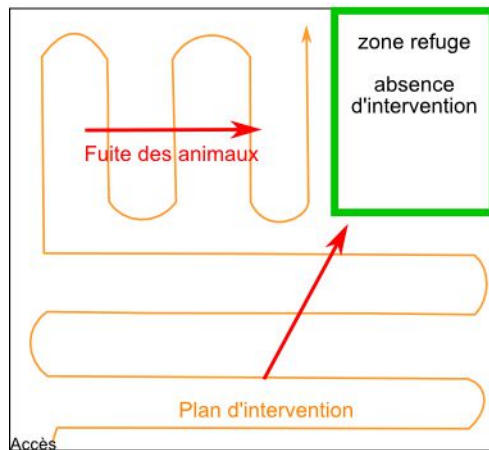 zone refuge
absence
d'intervention
Fuite des animaux
Plan d'intervention
Accès